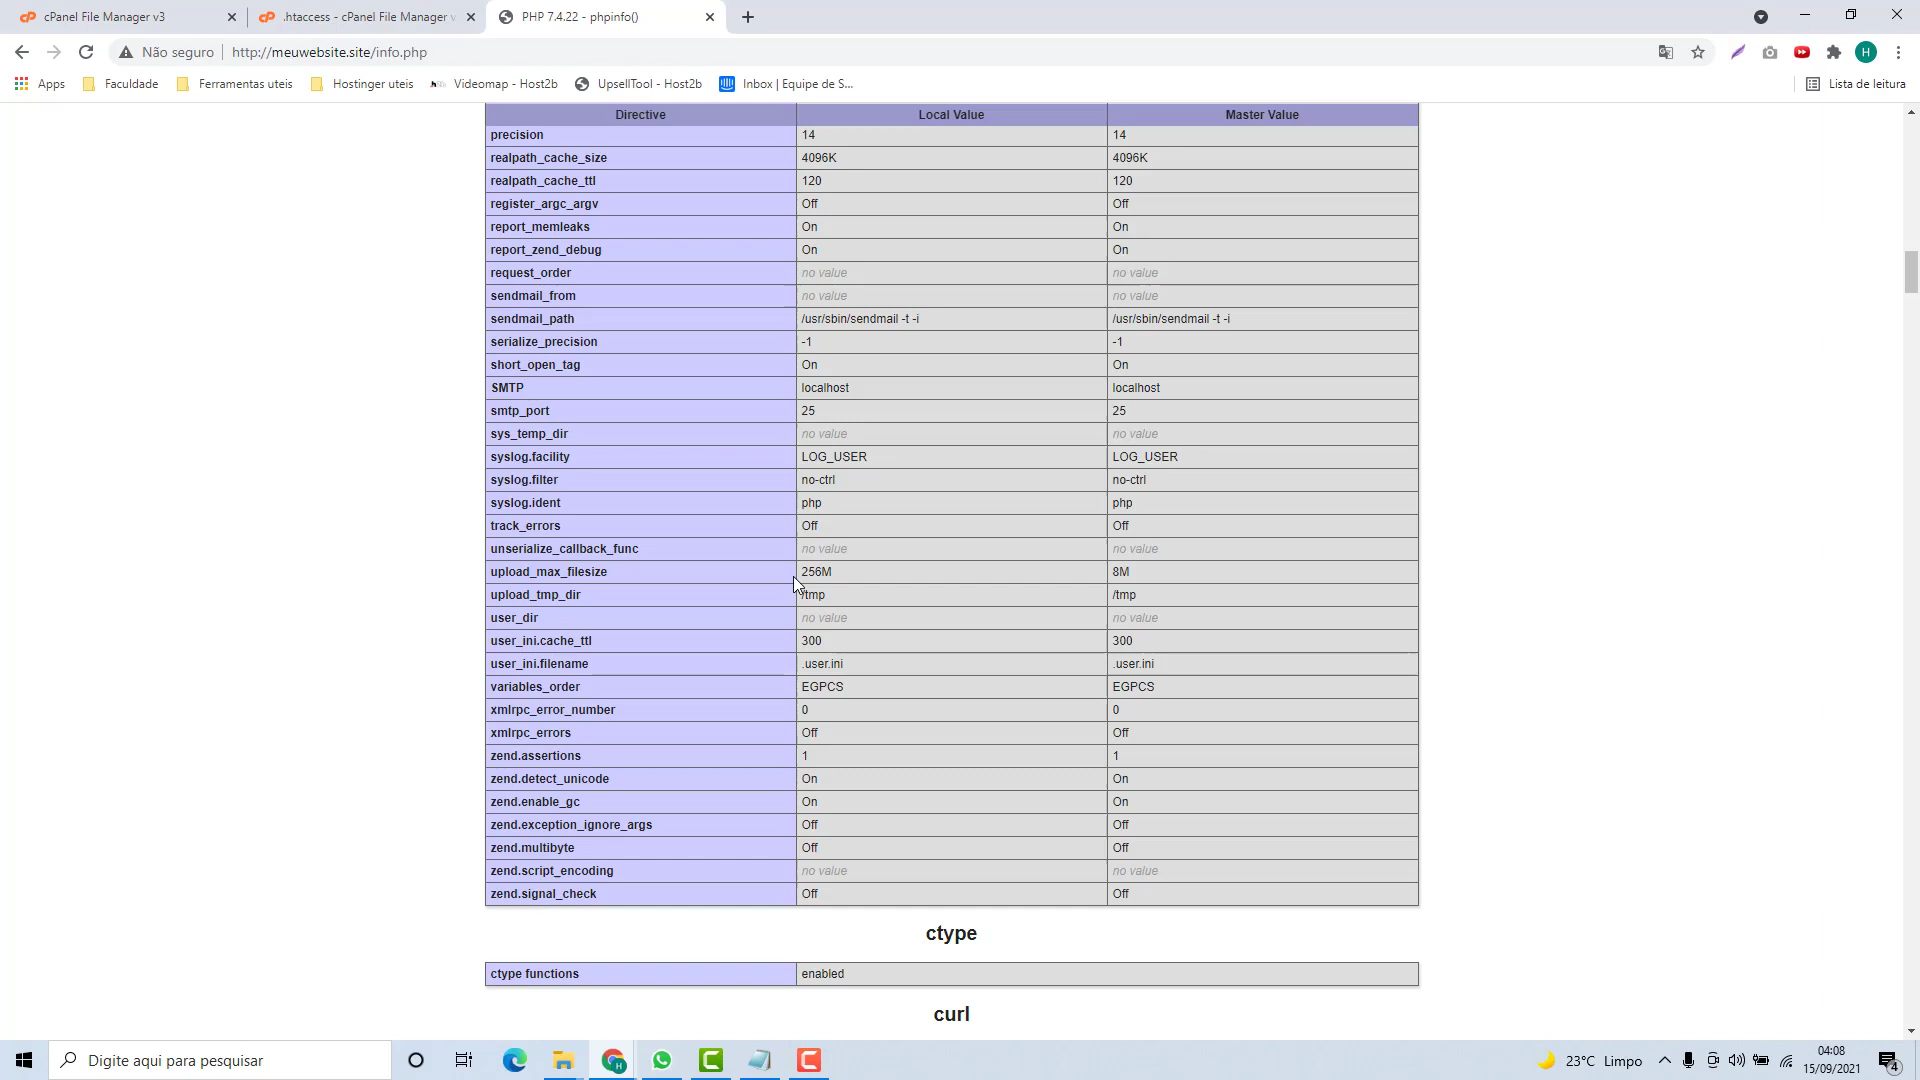 cPanel File Manager v3
.htaccess - cPanel File Manager v
PHP 7.4.22 - phpinfo()
Não seguro
http://meuwebsite.site/info.php
H
Apps
Faculdade
Ferramentas uteis
Hostinger uteis
Videomap - Host2b
UpsellTool - Host2b
Inbox | Equipe de S...
Lista de leitura
Directive Local Value Master Value
precision 14 14
realpath_cache_size 4096K 4096K
realpath_cache_ttl 120 120
register_argc_argv Off Off
report_memleaks On On
report_zend_debug On On
request_order no value no value
sendmail_from no value no value
sendmail_path /usr/sbin/sendmail -t -i /usr/sbin/sendmail -t -i
serialize_precision -1 -1
short_open_tag On On
SMTP localhost localhost
smtp_port 25 25
sys_temp_dir no value no value
syslog.facility LOG_USER LOG_USER
syslog.filter no-ctrl no-ctrl
syslog.ident php php
track_errors Off Off
unserialize_callback_func no value no value
upload_max_filesize 256M 8M
upload_tmp_dir /tmp /tmp
user_dir no value no value
user_ini.cache_ttl 300 300
user_ini.filename .user.ini .user.ini
variables_order EGPCS EGPCS
xmlrpc_error_number 0 0
xmlrpc_errors Off Off
zend.assertions 1 1
zend.detect_unicode On On
zend.enable_gc On On
zend.exception_ignore_args Off Off
zend.multibyte Off Off
zend.script_encoding no value no value
zend.signal_check Off Off
ctype
ctype functions enabled
curl
Digite aqui para pesquisar
23°C Limpo
04:08
15/09/2021
4